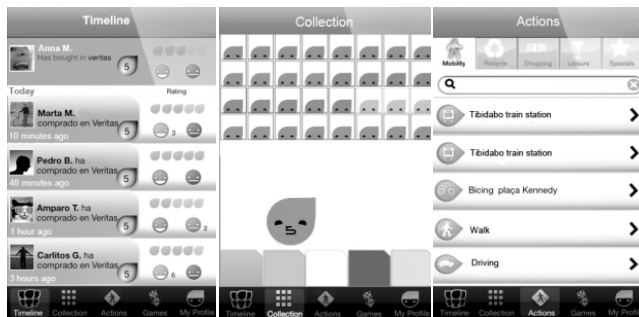 Timeline
Anna M.
Has bought in veritas
5
Today
Rating
Marta M.
comprado en Veritas
5
3
10 minutes ago
Pedro B. ha
comprado en Veritas
5
48 minutes ago
Amparo T. ha
comprado en Veritas
5
2
1 hour ago
Carlitos G. ha
comprado en Veritas
5
6
3 hours ago
Timeline Collection Actions Games My Profile
Collection
5
Timeline Collection Actions Games My Profile
Actions
Mobility Recycle Shopping Leisure Specials
Tibidabo train station
Tibidabo train station
Bicing plaça Kennedy
Walk
Driving
Timeline Collection Actions Games My Profile